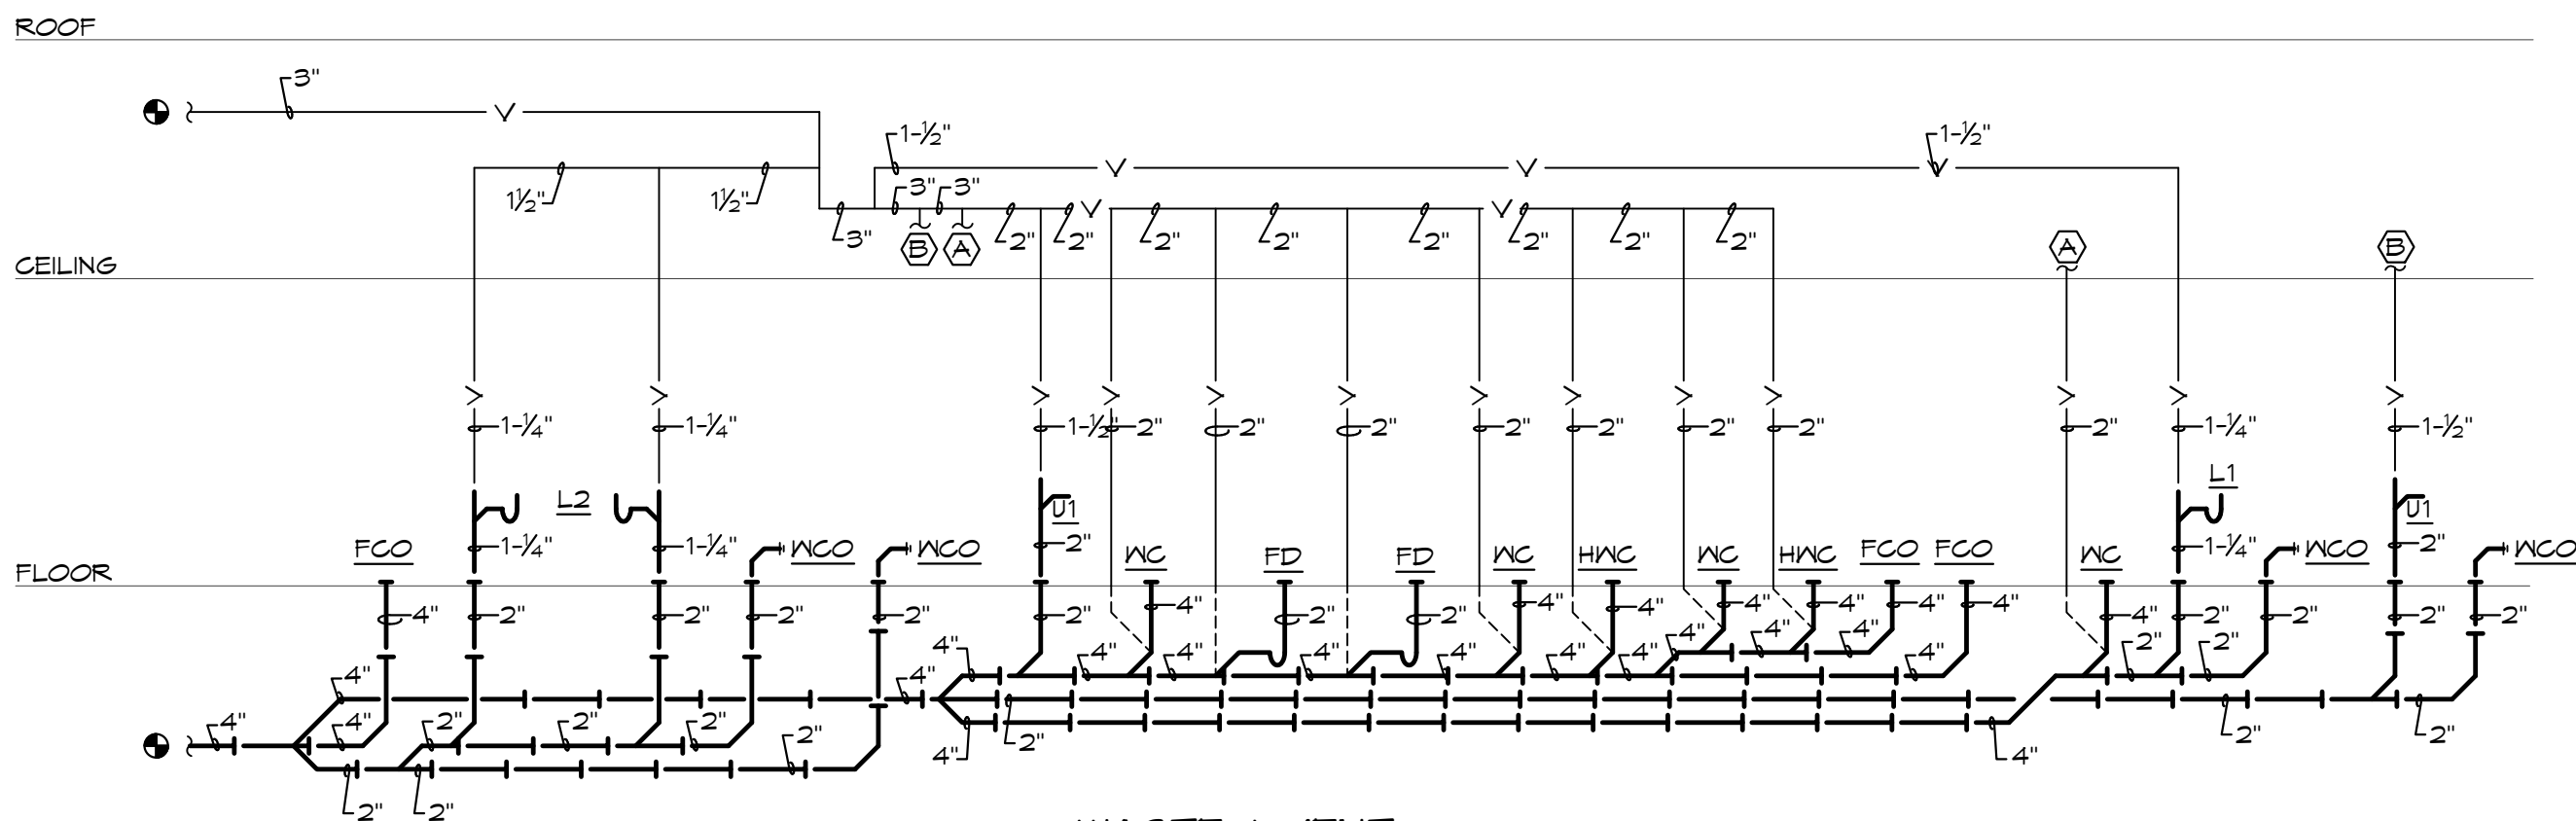 ROOF
3"
V
1-½" 1-½"
V V V
1½" 1½" 3" 3"
V V
3" B A 2" 2" 2" 2" 2" 2" 2" 2" A B
CEILING
V V V V V V V V V V V V V
1-¼" 1-¼" 1-½" 2" 2" 2" 2" 2" 2" 2" 2" 1-¼" 1-½"
L1
L2 U1 U1
1-¼" 1-¼" 2" 1-¼" 2"
FCO WCO WCO WC FD FD WC HWC WC HWC FCO FCO WC WCO WCO
FLOOR
4" 2" 2" 2" 2" 2" 4" 2" 2" 4" 4" 4" 4" 4" 4" 4" 2" 2" 2" 2"
4" 4" 4" 4" 4" 4" 4" 4" 4" 4" 4" 4" 4" 2" 2"
4" 4" 2" 2" 2" 2" 4" 2" 4" 2" 2"
2" 2"